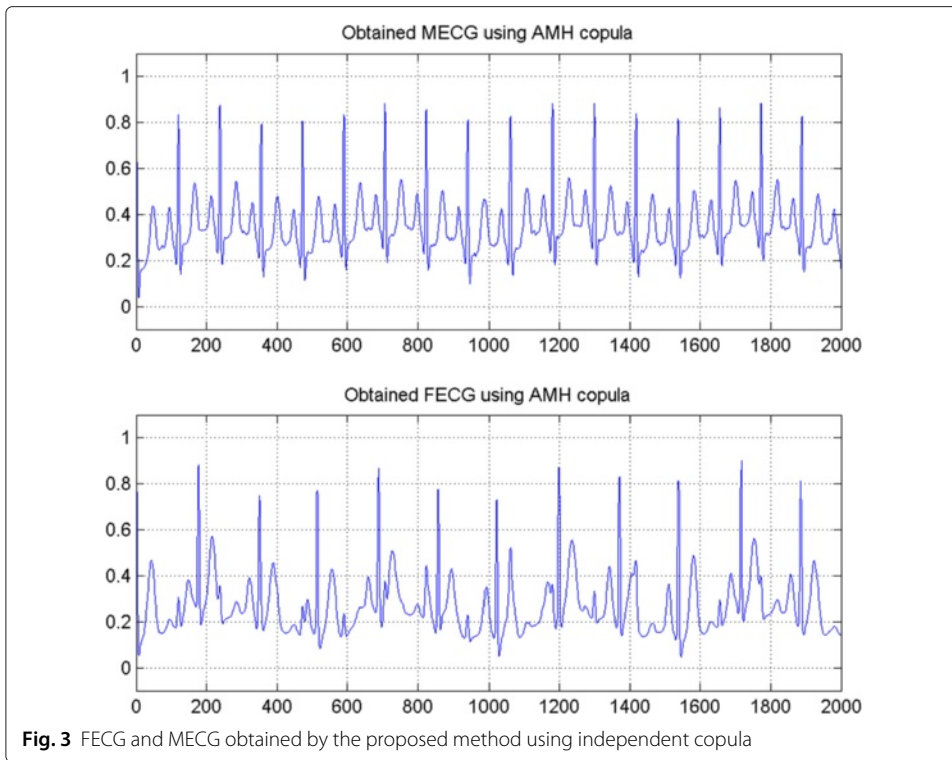 Obtained MECG using AMH copula
1
0.8
0.6
0.4
0.2
0
0 200 400 600 800 1000 1200 1400 1600 1800 2000
Obtained FECG using AMH copula
1
0.8
0.6
0.4
0.2
0
0 200 400 600 800 1000 1200 1400 1600 1800 2000
Fig. 3 FECG and MECG obtained by the proposed method using independent copula